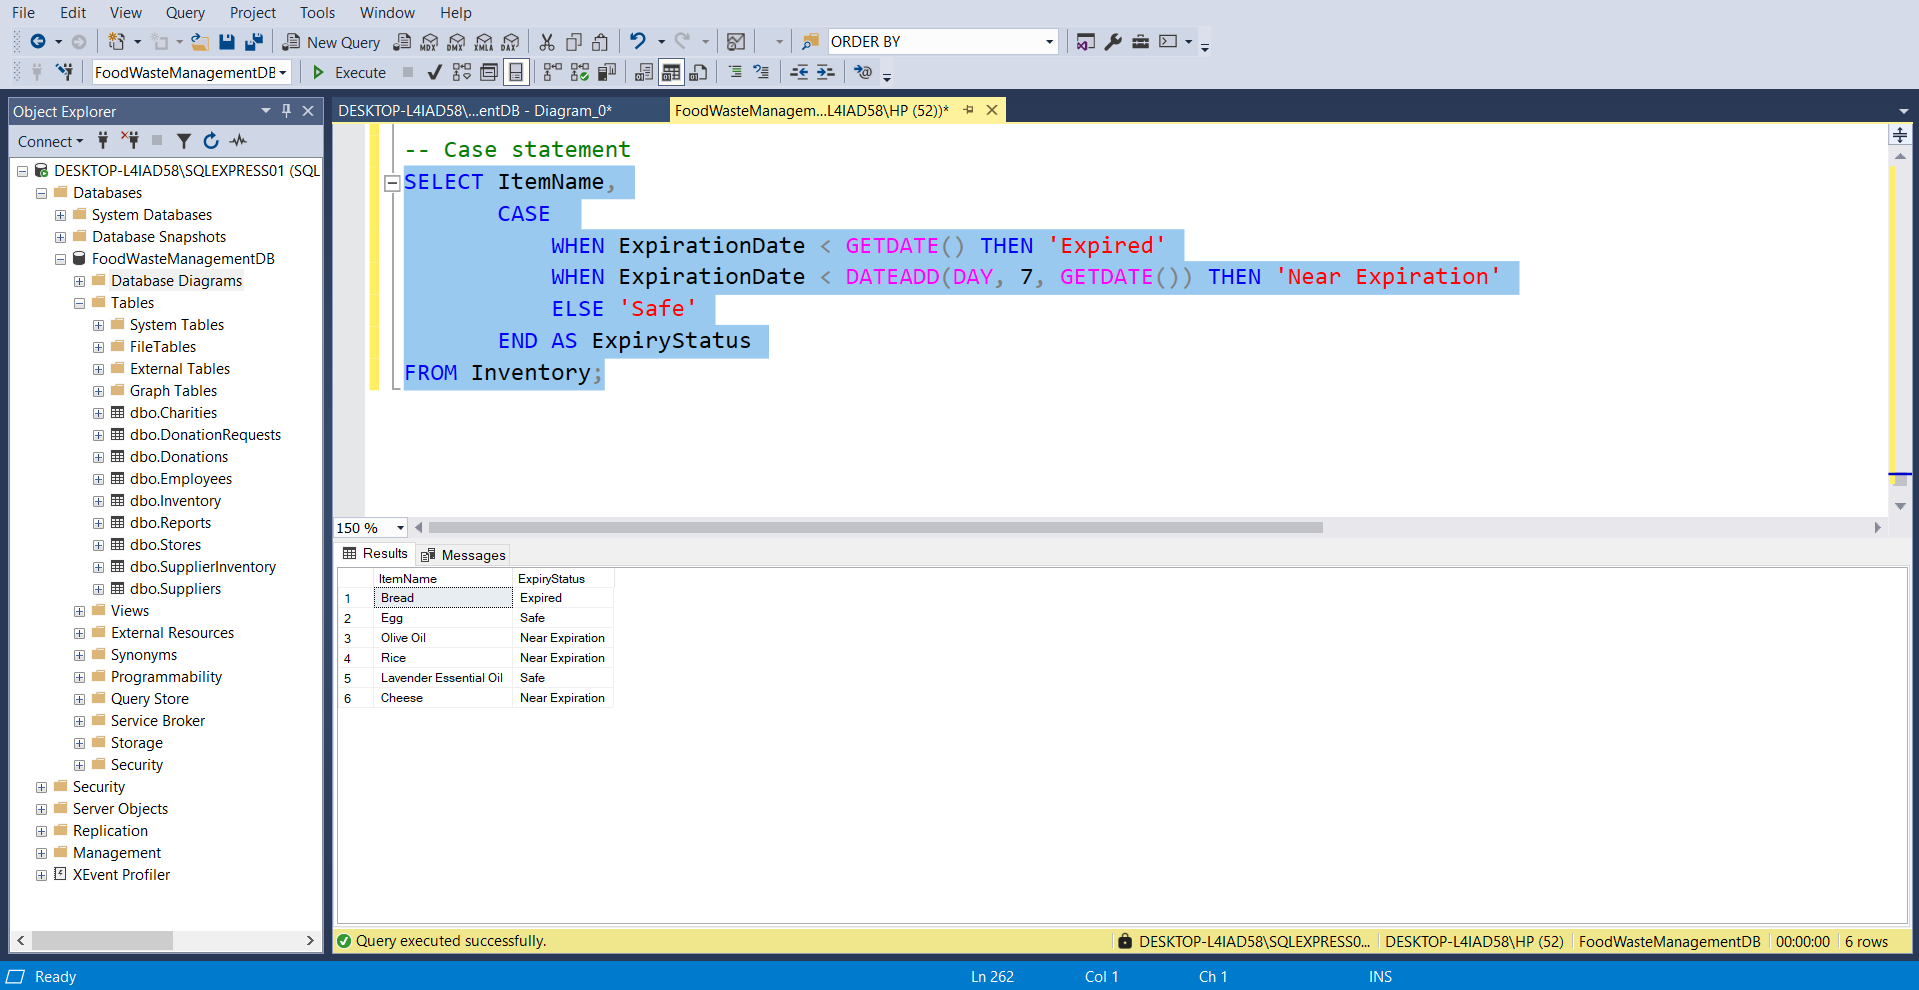 File Edit View Query Project Tools Window Help
New Query MDX DMX XMLA DAX ORDER BY
FoodWasteManagementDB Execute
Object Explorer
Connect
DESKTOP-L4IAD58\SQLEXPRESS01 (SQL
Databases
System Databases
Database Snapshots
FoodWasteManagementDB
Database Diagrams
Tables
System Tables
FileTables
External Tables
Graph Tables
dbo.Charities
dbo.DonationRequests
dbo.Donations
dbo.Employees
dbo.Inventory
dbo.Reports
dbo.Stores
dbo.SupplierInventory
dbo.Suppliers
Views
External Resources
Synonyms
Programmability
Query Store
Service Broker
Storage
Security
Security
Server Objects
Replication
Management
XEvent Profiler
DESKTOP-L4IAD58\...entDB - Diagram_0* FoodWasteManagem...L4IAD58\HP (52))*
-- Case statement
SELECT ItemName,
CASE
WHEN ExpirationDate < GETDATE() THEN 'Expired'
WHEN ExpirationDate < DATEADD(DAY, 7, GETDATE()) THEN 'Near Expiration'
ELSE 'Safe'
END AS ExpiryStatus
FROM Inventory;
150 %
Results Messages
ItemName ExpiryStatus
1 Bread Expired
2 Egg Safe
3 Olive Oil Near Expiration
4 Rice Near Expiration
5 Lavender Essential Oil Safe
6 Cheese Near Expiration
Query executed successfully. DESKTOP-L4IAD58\SQLEXPRESS0... DESKTOP-L4IAD58\HP (52) FoodWasteManagementDB 00:00:00 6 rows
Ready Ln 262 Col 1 Ch 1 INS